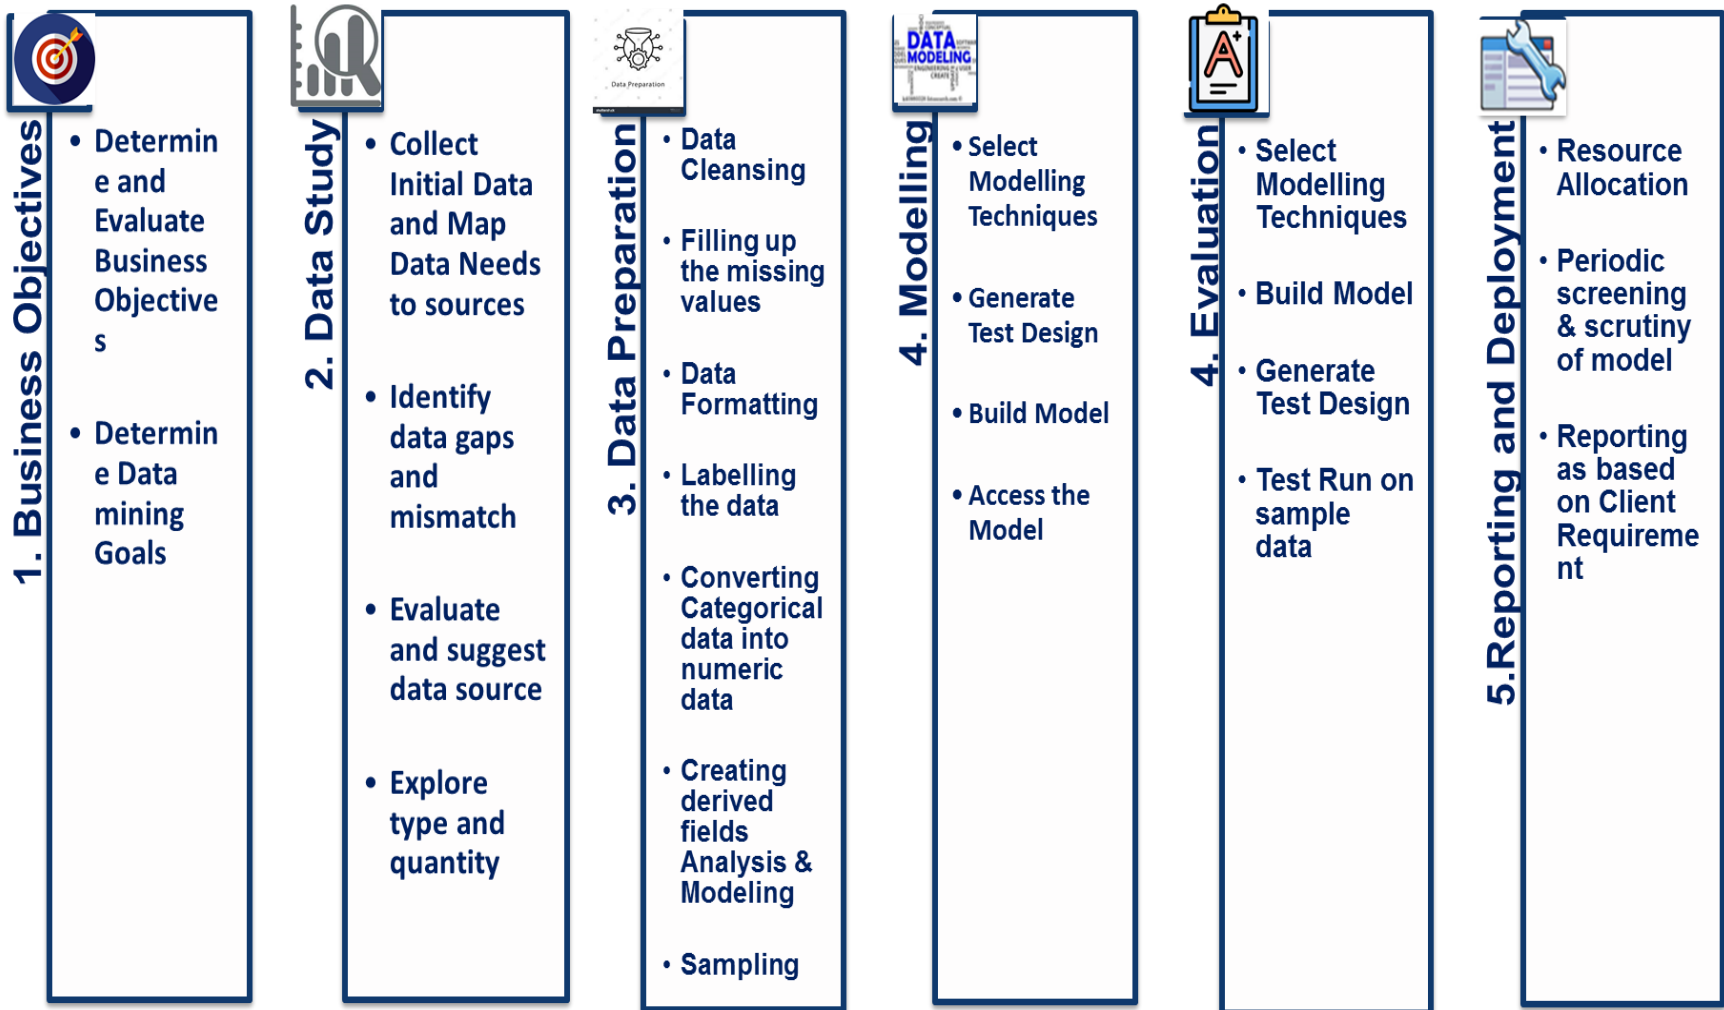 1. Business Objectives
• Determin
e and
Evaluate
Business
Objective
s
• Determin
e Data
mining
Goals
2. Data Study
• Collect
Initial Data
and Map
Data Needs
to sources
• Identify
data gaps
and
mismatch
• Evaluate
and suggest
data source
• Explore
type and
quantity
Data Preparation
3. Data Preparation
• Data
Cleansing
• Filling up
the missing
values
• Data
Formatting
• Labelling
the data
• Converting
Categorical
data into
numeric
data
• Creating
derived
fields
Analysis &
Modeling
• Sampling
DATA
MODELING
ENGINEERING
USER
CREATE
4. Modelling
• Select
Modelling
Techniques
• Generate
Test Design
• Build Model
• Access the
Model
A+
4. Evaluation
• Select
Modelling
Techniques
• Build Model
• Generate
Test Design
• Test Run on
sample
data
5.Reporting and Deployment
• Resource
Allocation
• Periodic
screening
& scrutiny
of model
• Reporting
as based
on Client
Requireme
nt